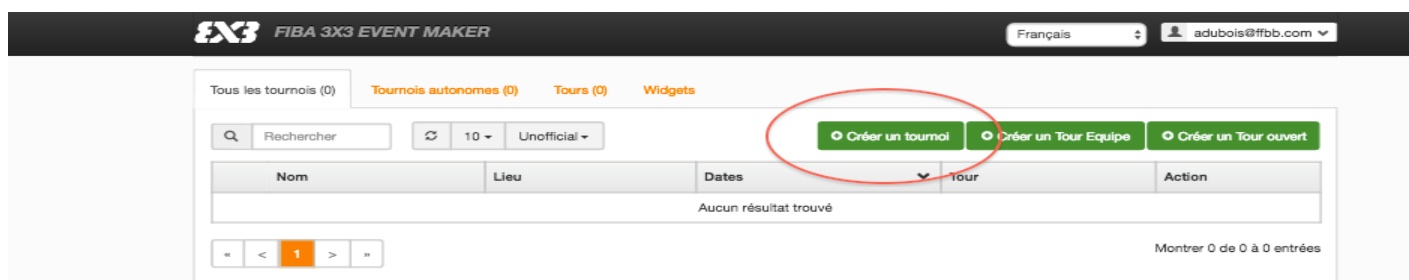 3X3 FIBA 3X3 EVENT MAKER Français adubois@ffbb.com
Tous les tournois (0) Tournois autonomes (0) Tours (0) Widgets
Rechercher 10 Unofficial Créer un tournoi Créer un Tour Equipe Créer un Tour ouvert
Nom Lieu Dates Tour Action
Aucun résultat trouvé
« < 1 > » Montrer 0 de 0 à 0 entrées